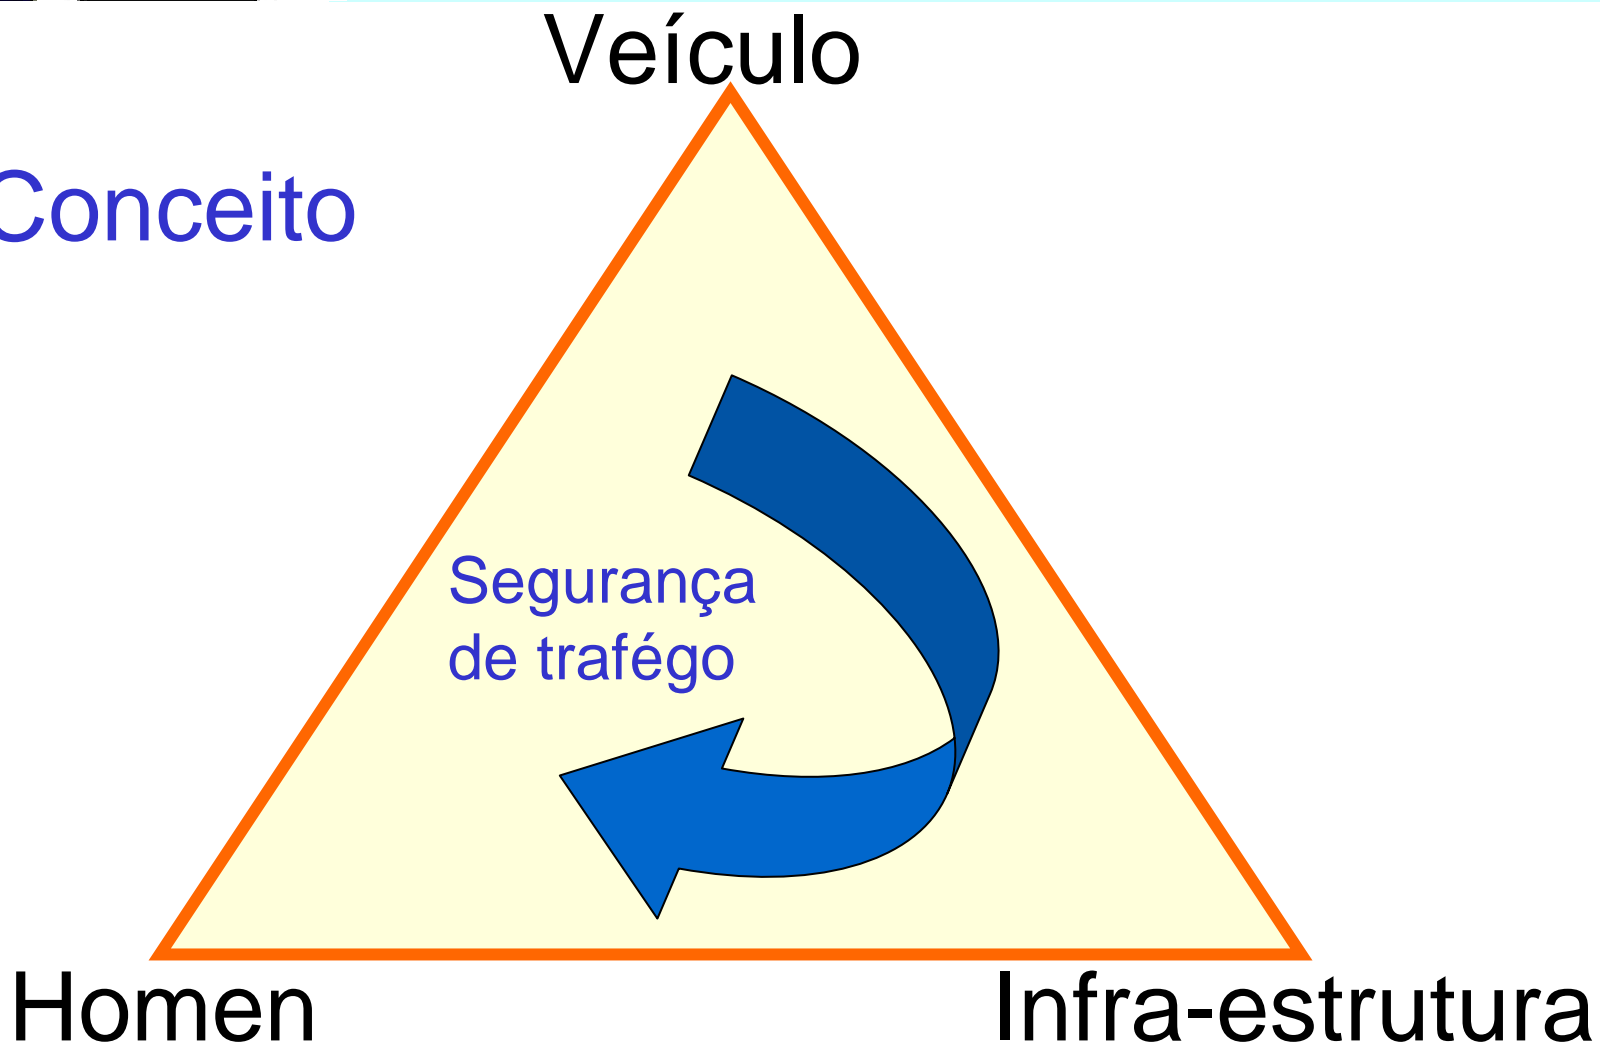 Veículo
Conceito
Segurança
de trafégo
Homen
Infra-estrutura